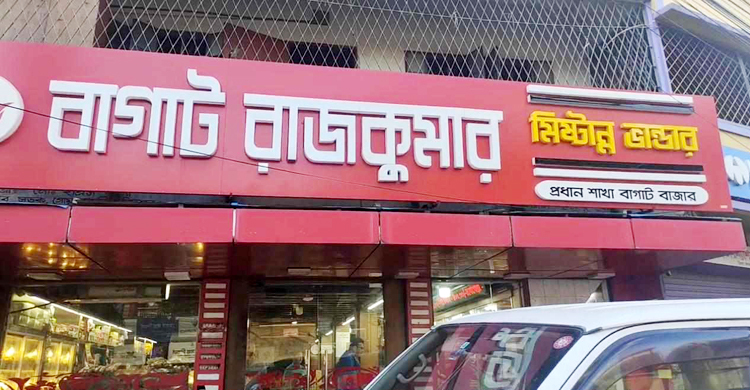 বাগাট রাজকুমার
মিষ্টান্ন ভান্ডার
প্রধান শাখা বাগাট বাজার